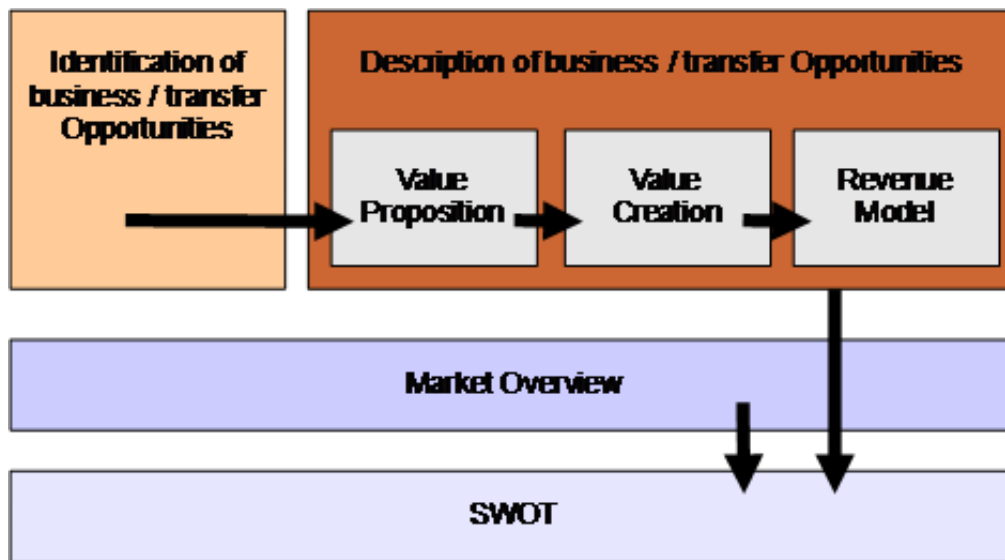 Identification of
business / transfer
Opportunities
Description of business / transfer Opportunities
Value
Proposition
Value
Creation
Revenue
Model
Market Overview
SWOT